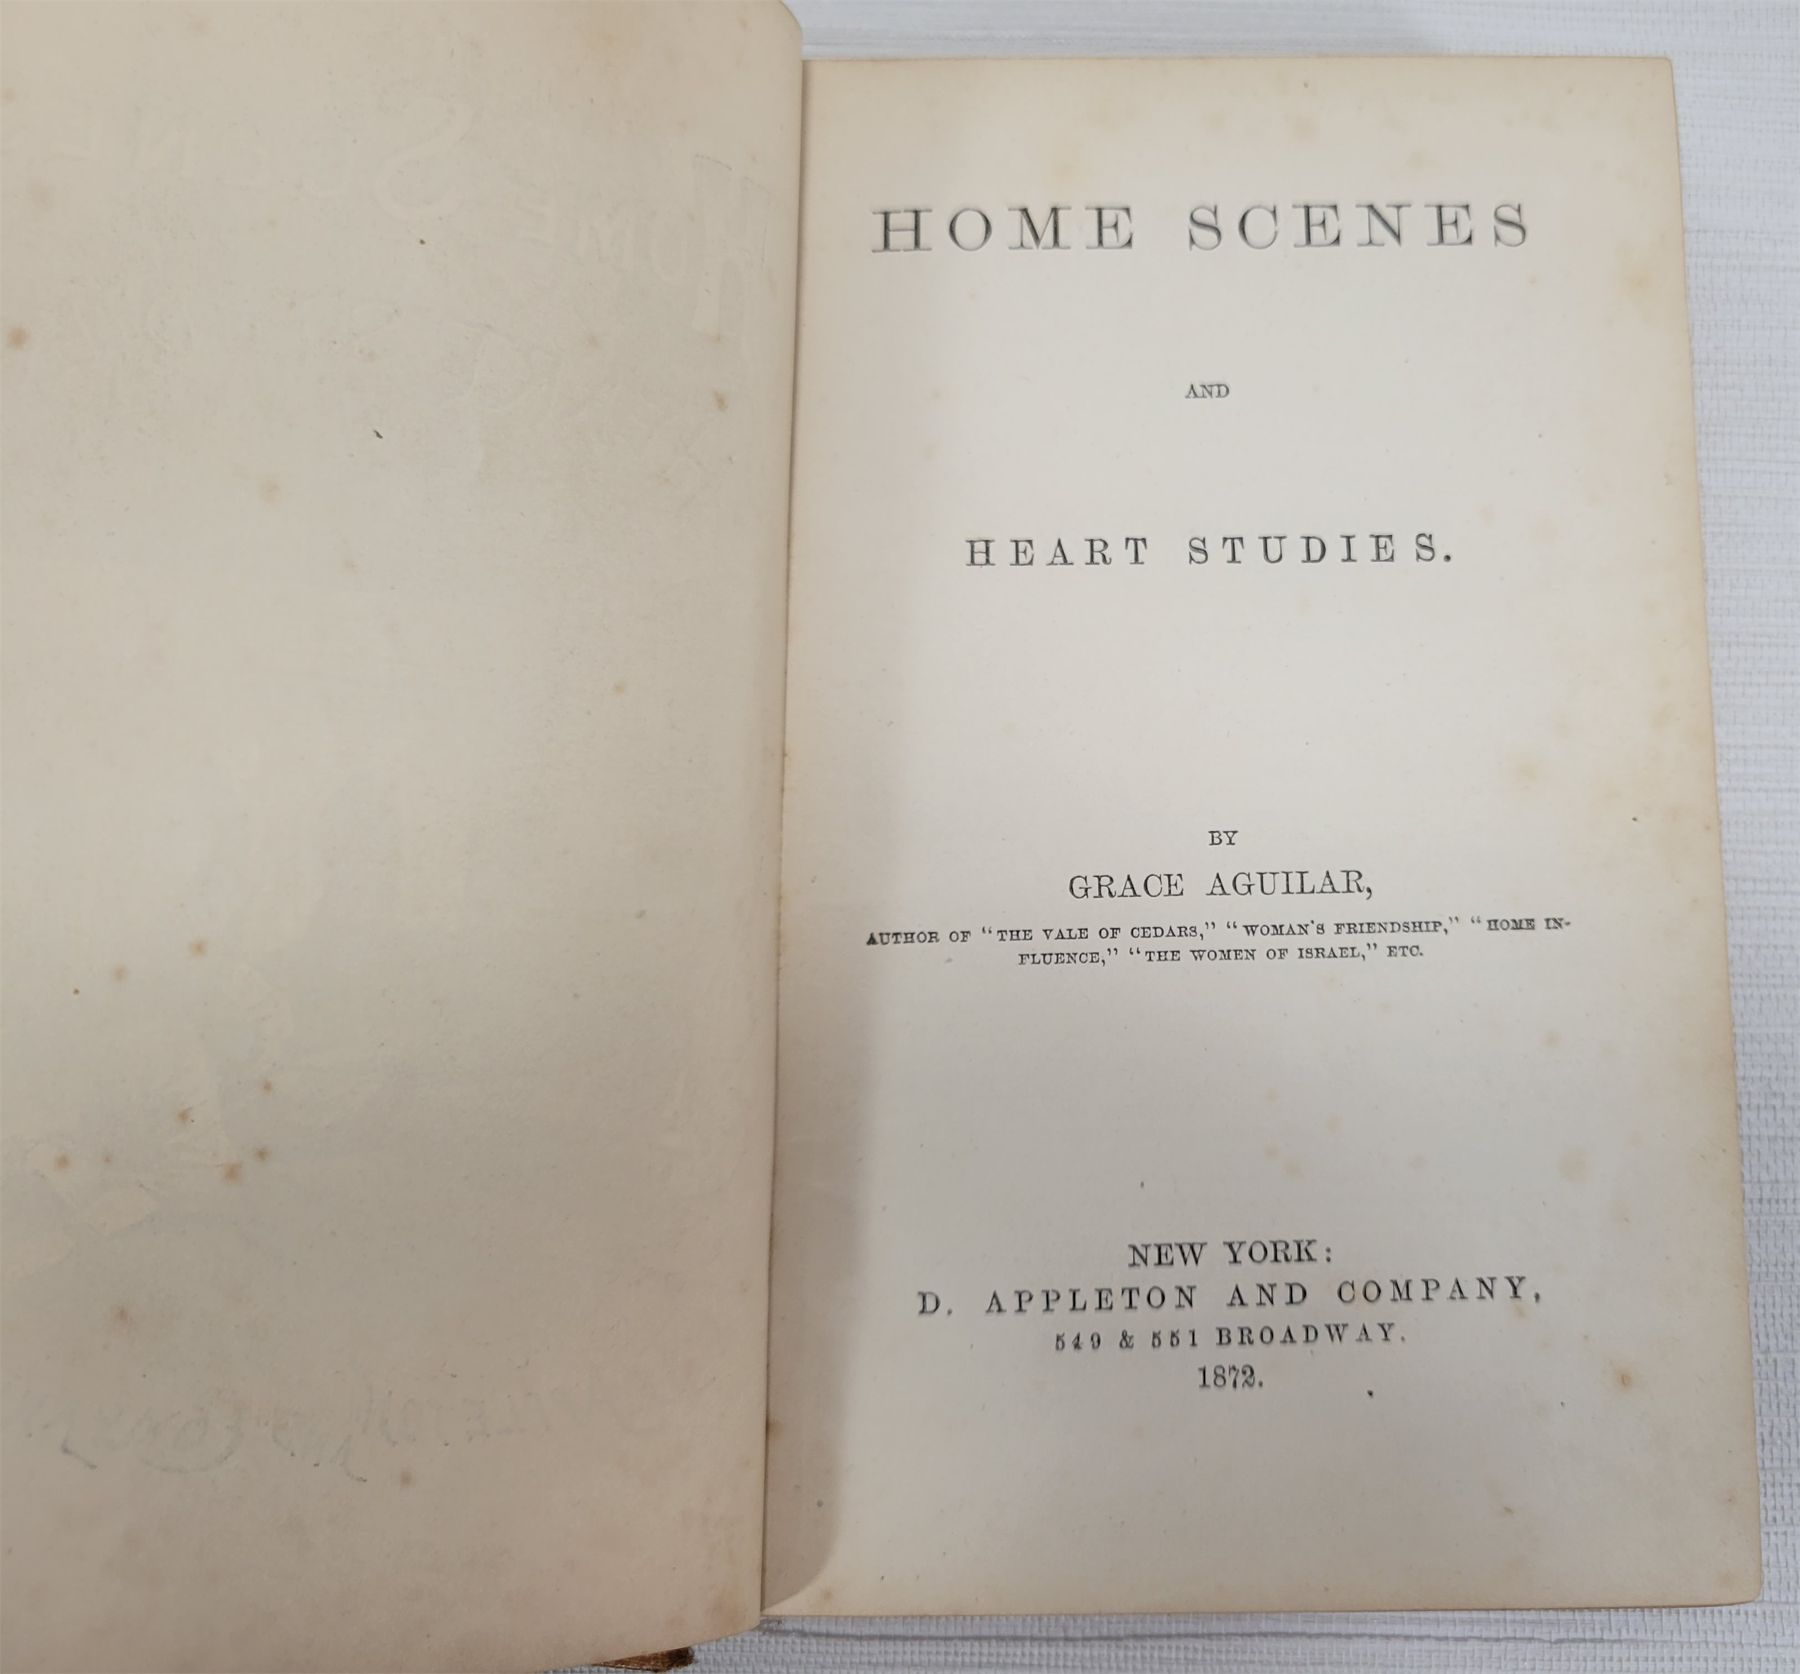 HOME SCENES
AND
HEART STUDIES.
BY
GRACE AGUILAR,
AUTHOR OF “THE VALE OF CEDARS,” “WOMAN'S FRIENDSHIP,” “HOME IN-
FLUENCE,” “THE WOMEN OF ISRAEL,” ETC.
NEW YORK:
D. APPLETON AND COMPANY,
549 & 551 BROADWAY.
1872.